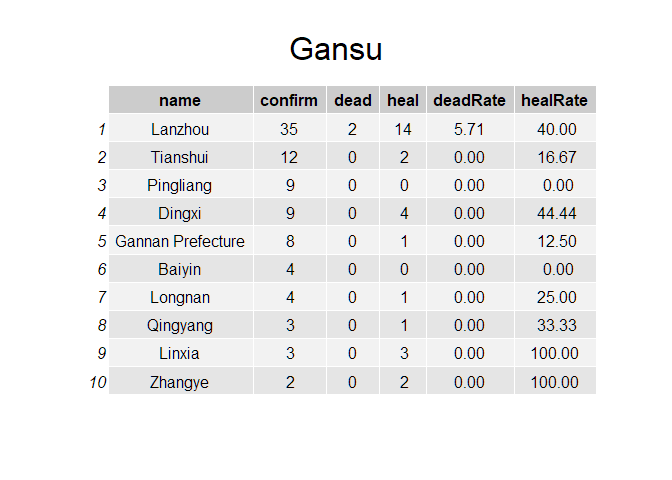 Gansu
name confirm dead heal deadRate healRate
1 Lanzhou 35 2 14 5.71 40.00
2 Tianshui 12 0 2 0.00 16.67
3 Pingliang 9 0 0 0.00 0.00
4 Dingxi 9 0 4 0.00 44.44
5 Gannan Prefecture 8 0 1 0.00 12.50
6 Baiyin 4 0 0 0.00 0.00
7 Longnan 4 0 1 0.00 25.00
8 Qingyang 3 0 1 0.00 33.33
9 Linxia 3 0 3 0.00 100.00
10 Zhangye 2 0 2 0.00 100.00